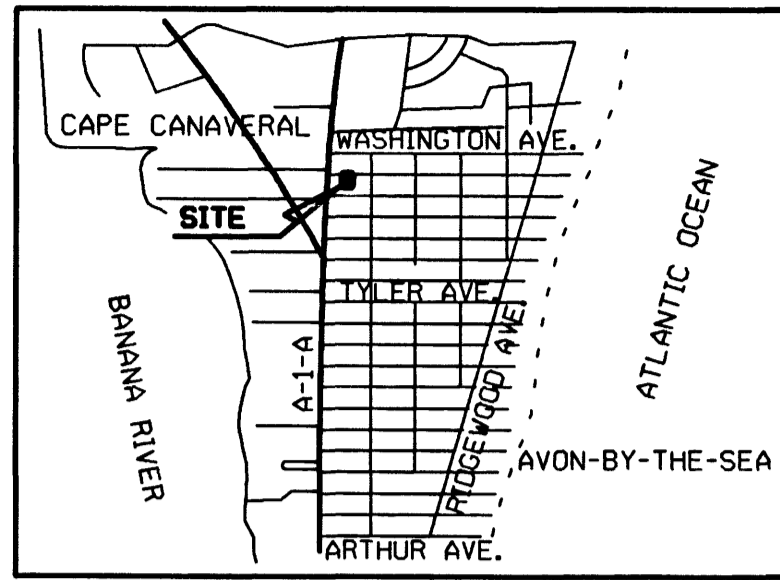 CAPE CANAVERAL
WASHINGTON AVE.
SITE
TYLER AVE.
BANANA RIVER
A-1-A
RIDGEWOOD AVE.
ATLANTIC OCEAN
AVON-BY-THE-SEA
ARTHUR AVE.